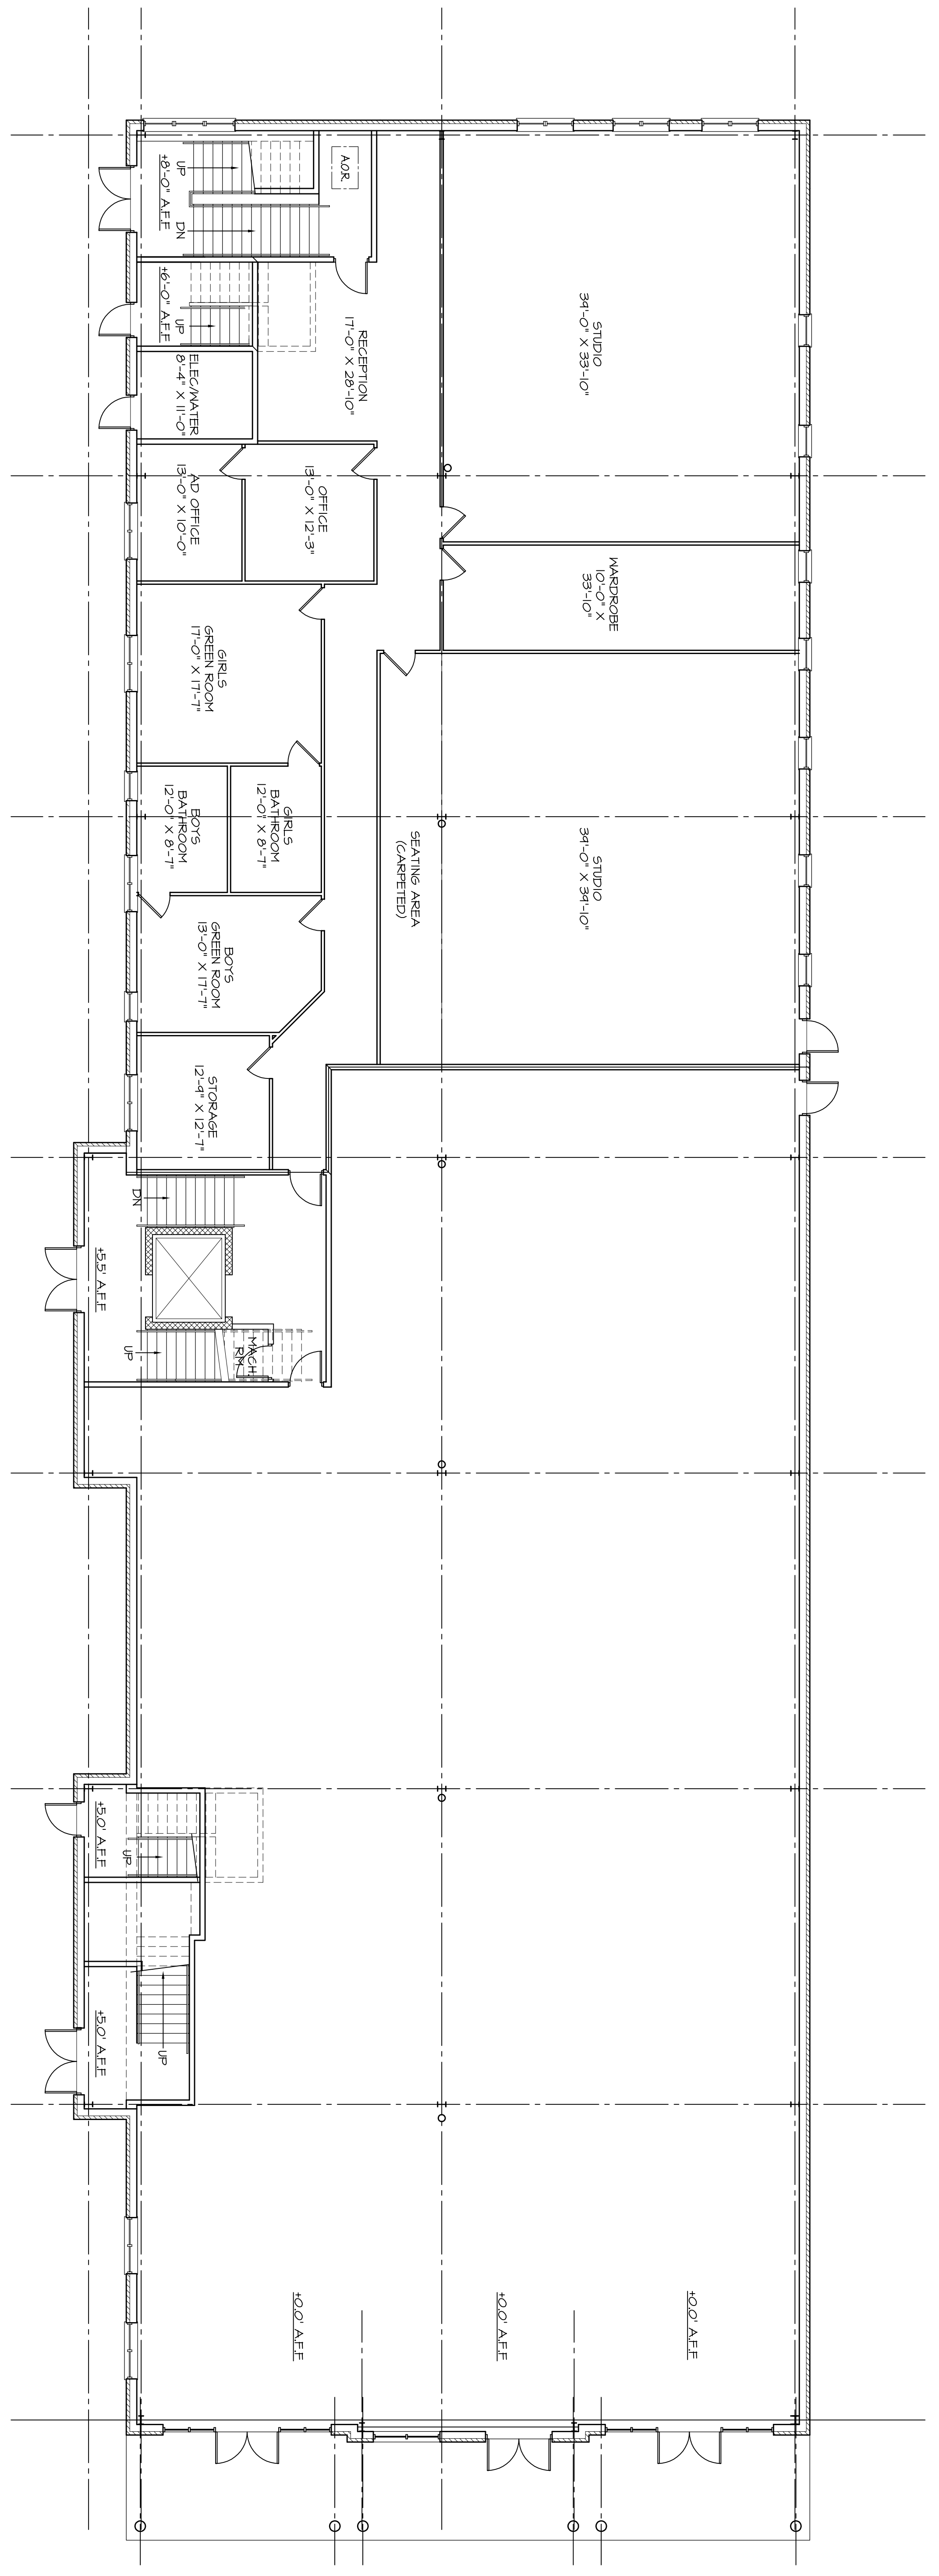 A.O.R.
UP
+8'-0" A.F.F
DN
+6'-0" A.F.F
UP
STUDIO
39'-0" X 33'-10"
RECEPTION
17'-0" X 28'-10"
ELEC/WATER
8'-4" X 11'-0"
OFFICE
13'-0" X 12'-3"
AD OFFICE
13'-0" X 10'-0"
WARDROBE
10'-0" X
33'-10"
GIRLS
GREEN ROOM
17'-0" X 17'-7"
GIRLS
BATHROOM
12'-0" X 8'-7"
BOYS
BATHROOM
12'-0" X 8'-7"
STUDIO
39'-0" X 39'-10"
SEATING AREA
(CARPETED)
BOYS
GREEN ROOM
13'-0" X 17'-7"
STORAGE
12'-9" X 12'-7"
DN
+5.5' A.F.F
MACH.
RM.
UP
+5.0' A.F.F
UP
+5.0' A.F.F
UP
+0.0' A.F.F
+0.0' A.F.F
+0.0' A.F.F